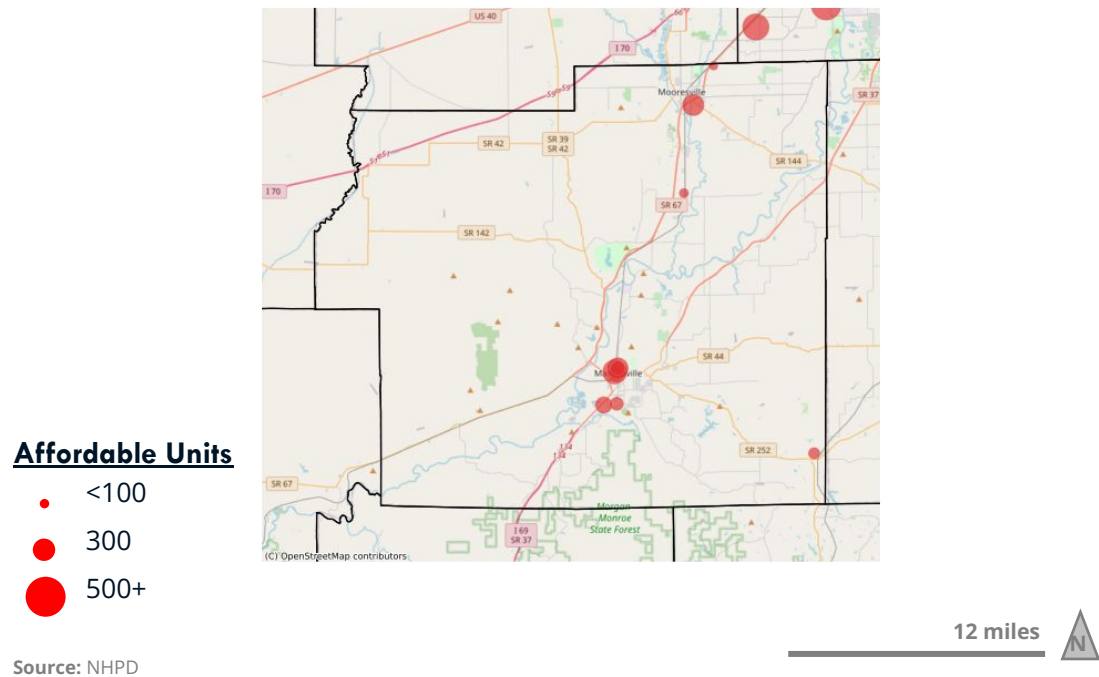 US 40
66
I 70
Mooresville
SR 37
SR 39
SR 42
SR 42
SR 144
I 70
SR 67
SR 142
SR 44
SR 252
SR 67
Morgan
Monroe
State Forest
I 69
SR 37
(C) OpenStreetMap contributors
Affordable Units
<100
300
500+
12 miles
N
Source: NHPD